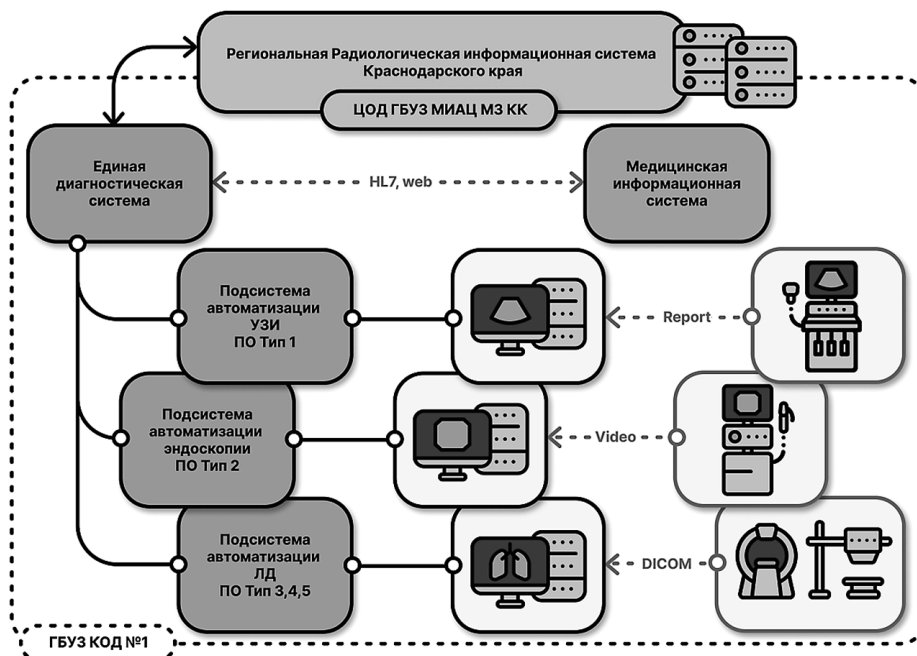 Региональная Радиологическая информационная система
Краснодарского края
ЦОД ГБУЗ МИАЦ МЗ КК
Единая
диагностическая
система
HL7, web
Медицинская
информационная
система
Подсистема
автоматизации
УЗИ
ПО Тип 1
Report
Подсистема
автоматизации
эндоскопии
ПО Тип 2
Video
Подсистема
автоматизации
ЛД
ПО Тип 3,4,5
DICOM
ГБУЗ КОД №1